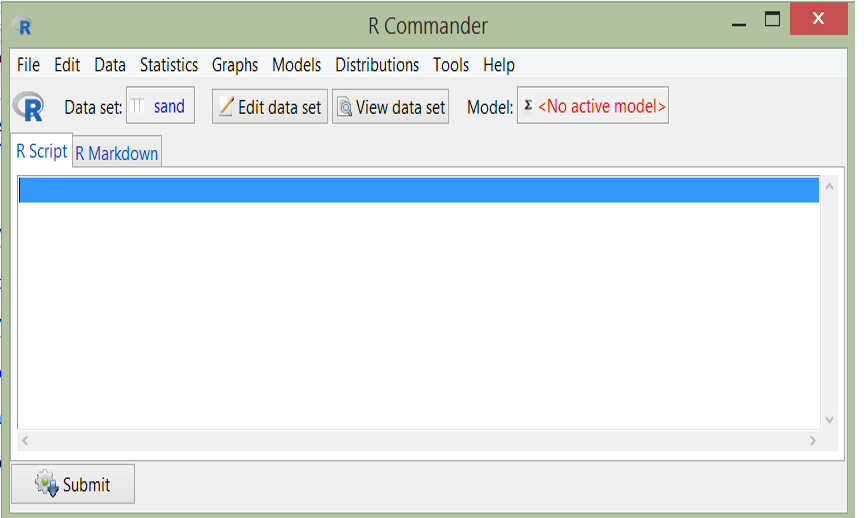 R Commander
File Edit Data Statistics Graphs Models Distributions Tools Help
R Data set: sand Edit data set View data set Model: Σ <No active model>
R Script R Markdown
Submit